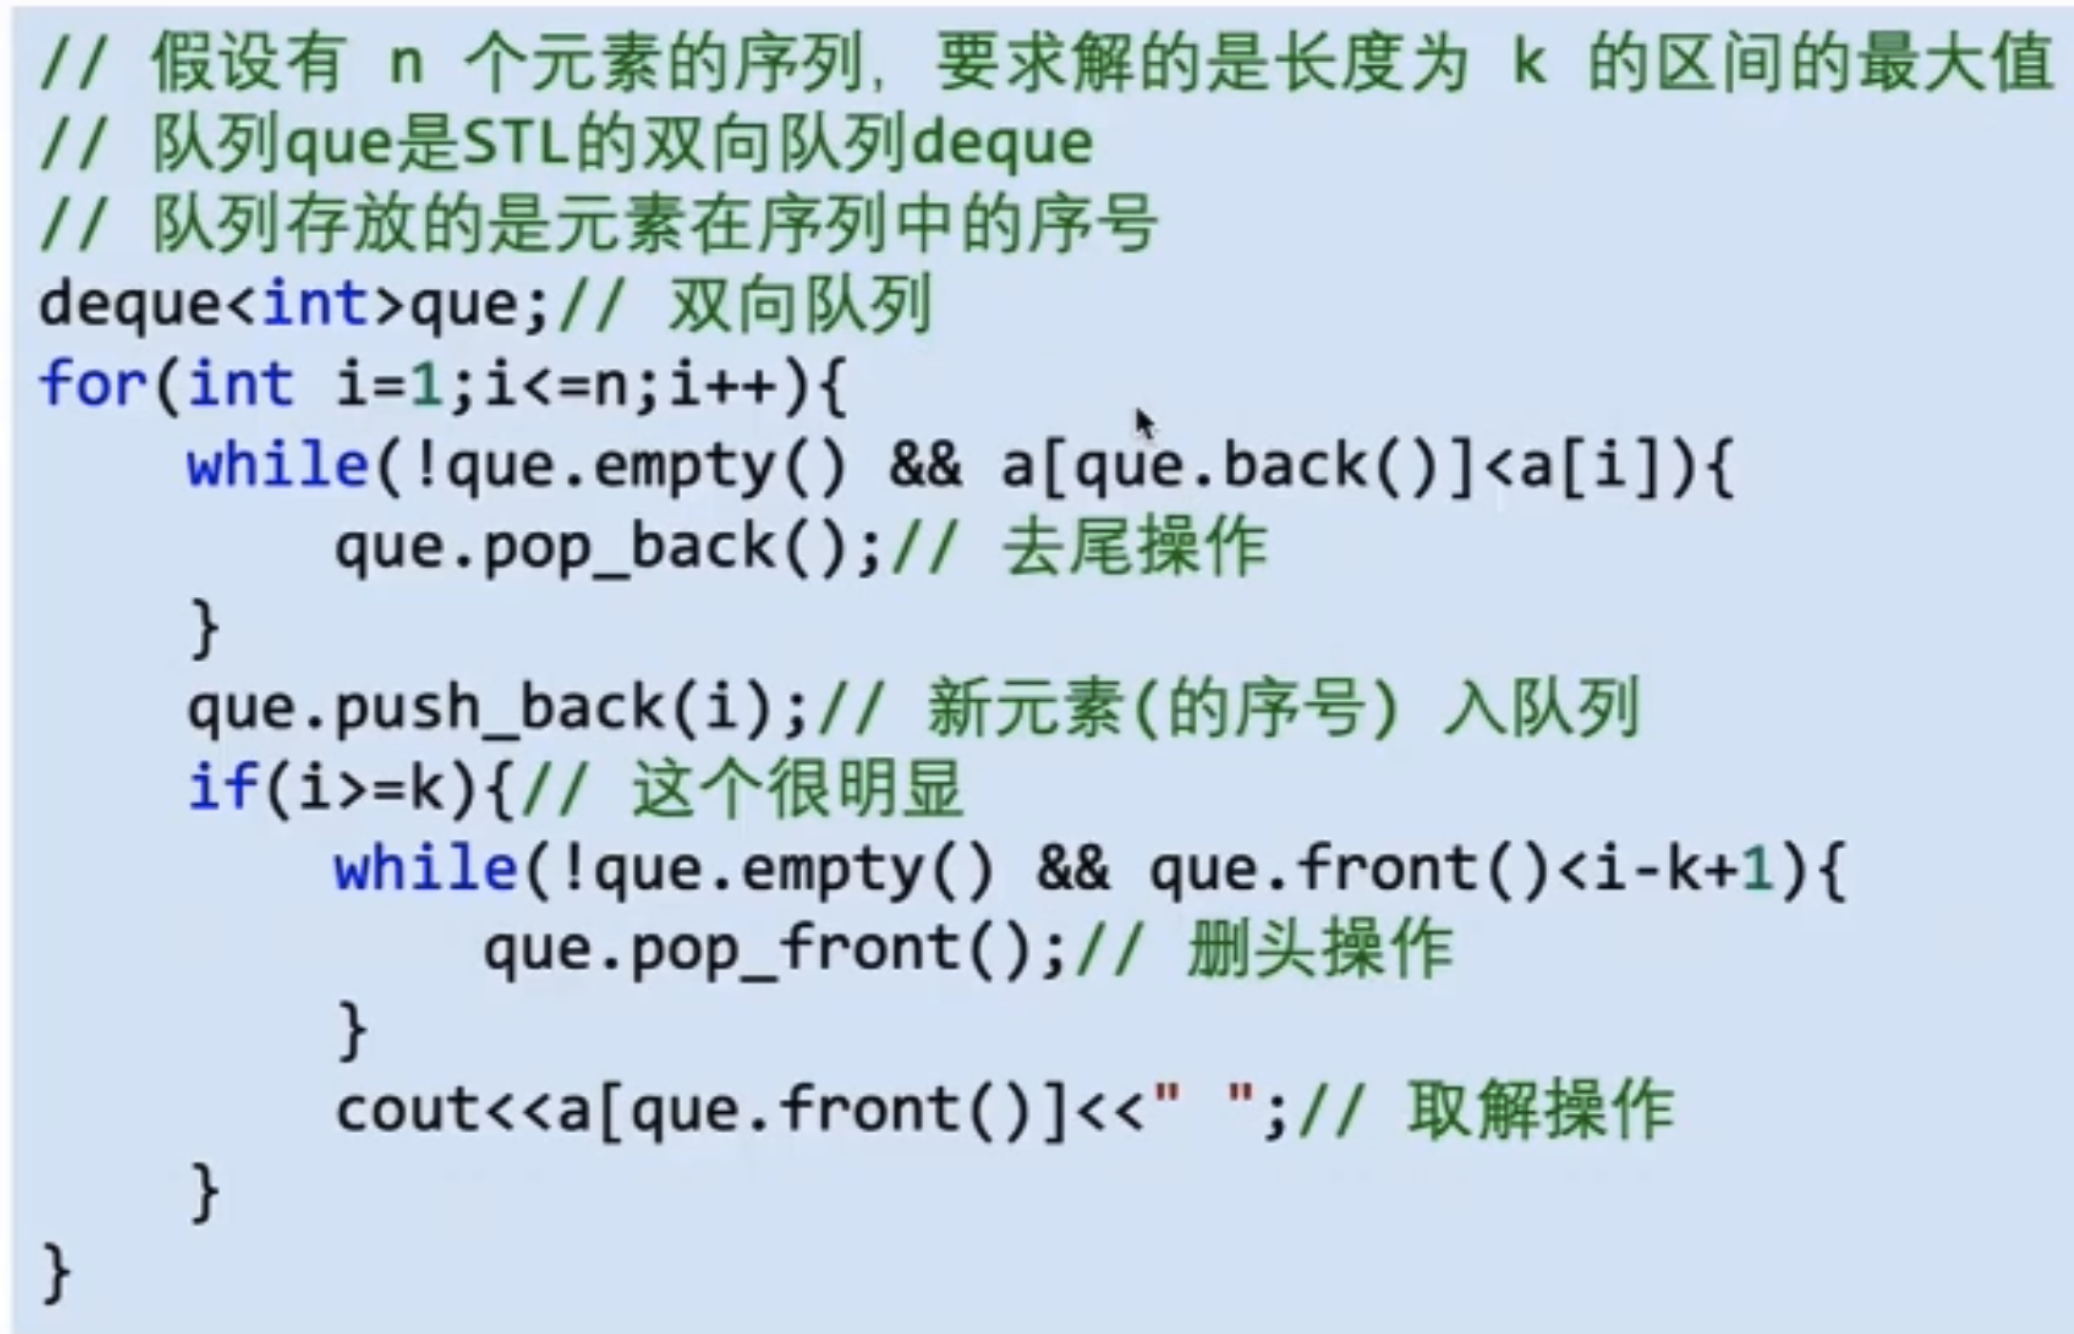 // 假设有 n 个元素的序列, 要求解的是长度为 k 的区间的最大值
// 队列que是STL的双向队列deque
// 队列存放的是元素在序列中的序号
deque<int>que;// 双向队列
for(int i=1;i<=n;i++){
    while(!que.empty() && a[que.back()]<a[i]){
        que.pop_back();// 去尾操作
    }
    que.push_back(i);// 新元素(的序号) 入队列
    if(i>=k){// 这个很明显
        while(!que.empty() && que.front()<i-k+1){
            que.pop_front();// 删头操作
        }
        cout<<a[que.front()]<<" ";// 取解操作
    }
}